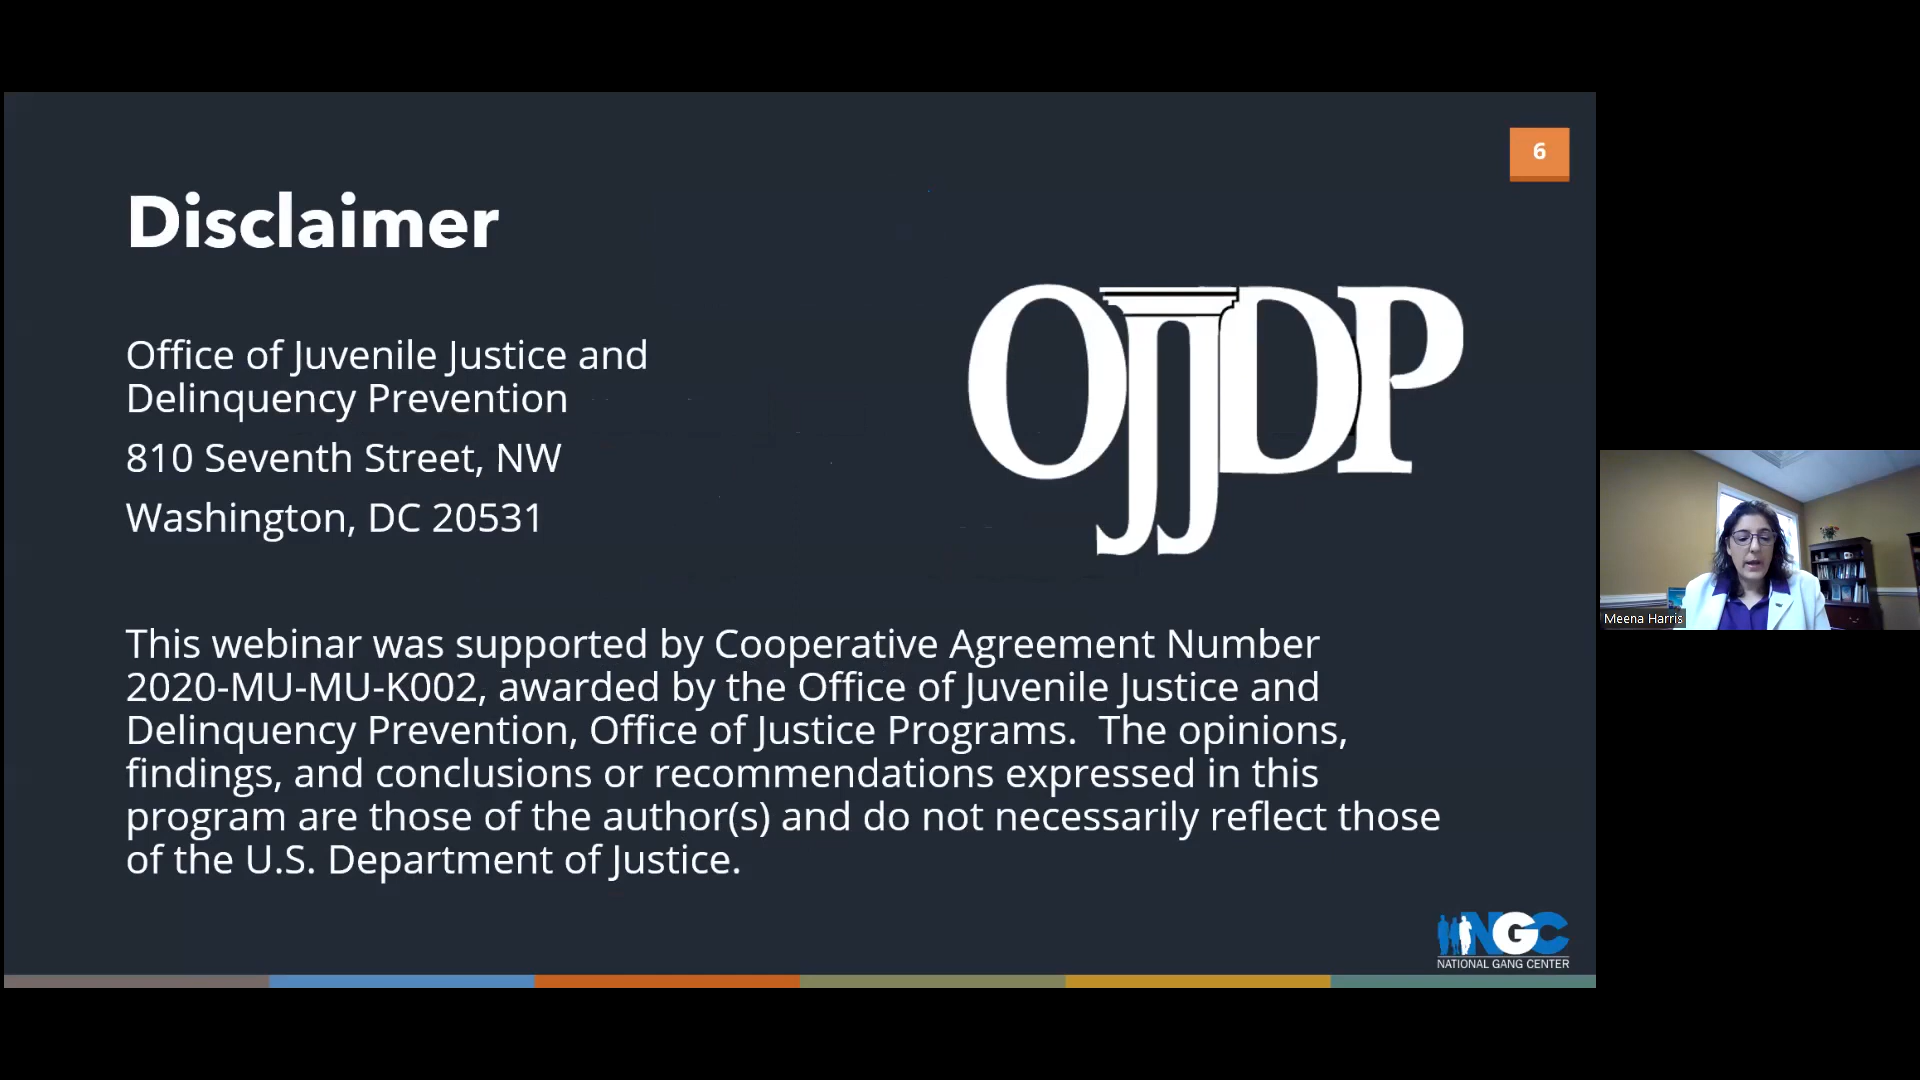 6
Disclaimer
OJJDP
Office of Juvenile Justice and
Delinquency Prevention
810 Seventh Street, NW
Washington, DC 20531
Meena Harris
This webinar was supported by Cooperative Agreement Number
2020-MU-MU-K002, awarded by the Office of Juvenile Justice and
Delinquency Prevention, Office of Justice Programs.  The opinions,
findings, and conclusions or recommendations expressed in this
program are those of the author(s) and do not necessarily reflect those
of the U.S. Department of Justice.
NGC
NATIONAL GANG CENTER